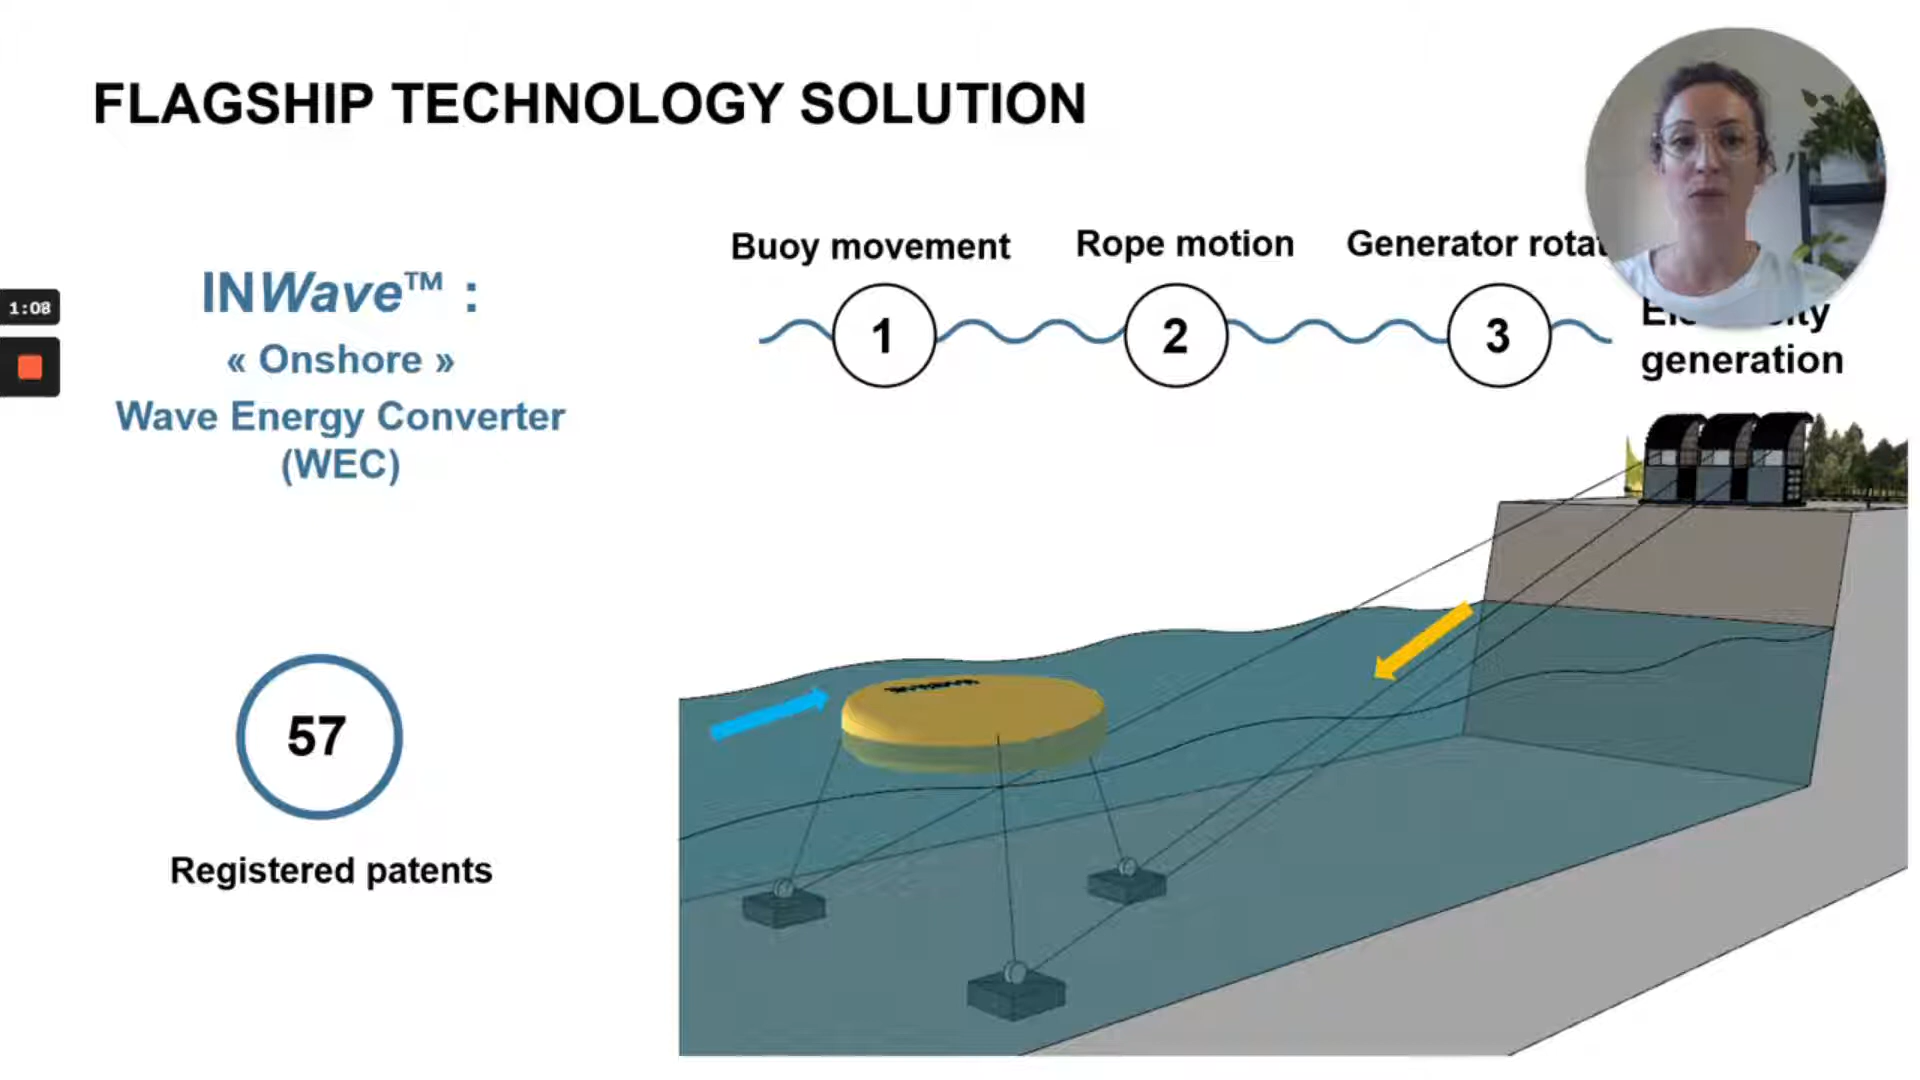 FLAGSHIP TECHNOLOGY SOLUTION
1:08
INWave™ :
« Onshore »
Wave Energy Converter
(WEC)
57
Registered patents
Buoy movement
1
Rope motion
2
Generator
3
generation